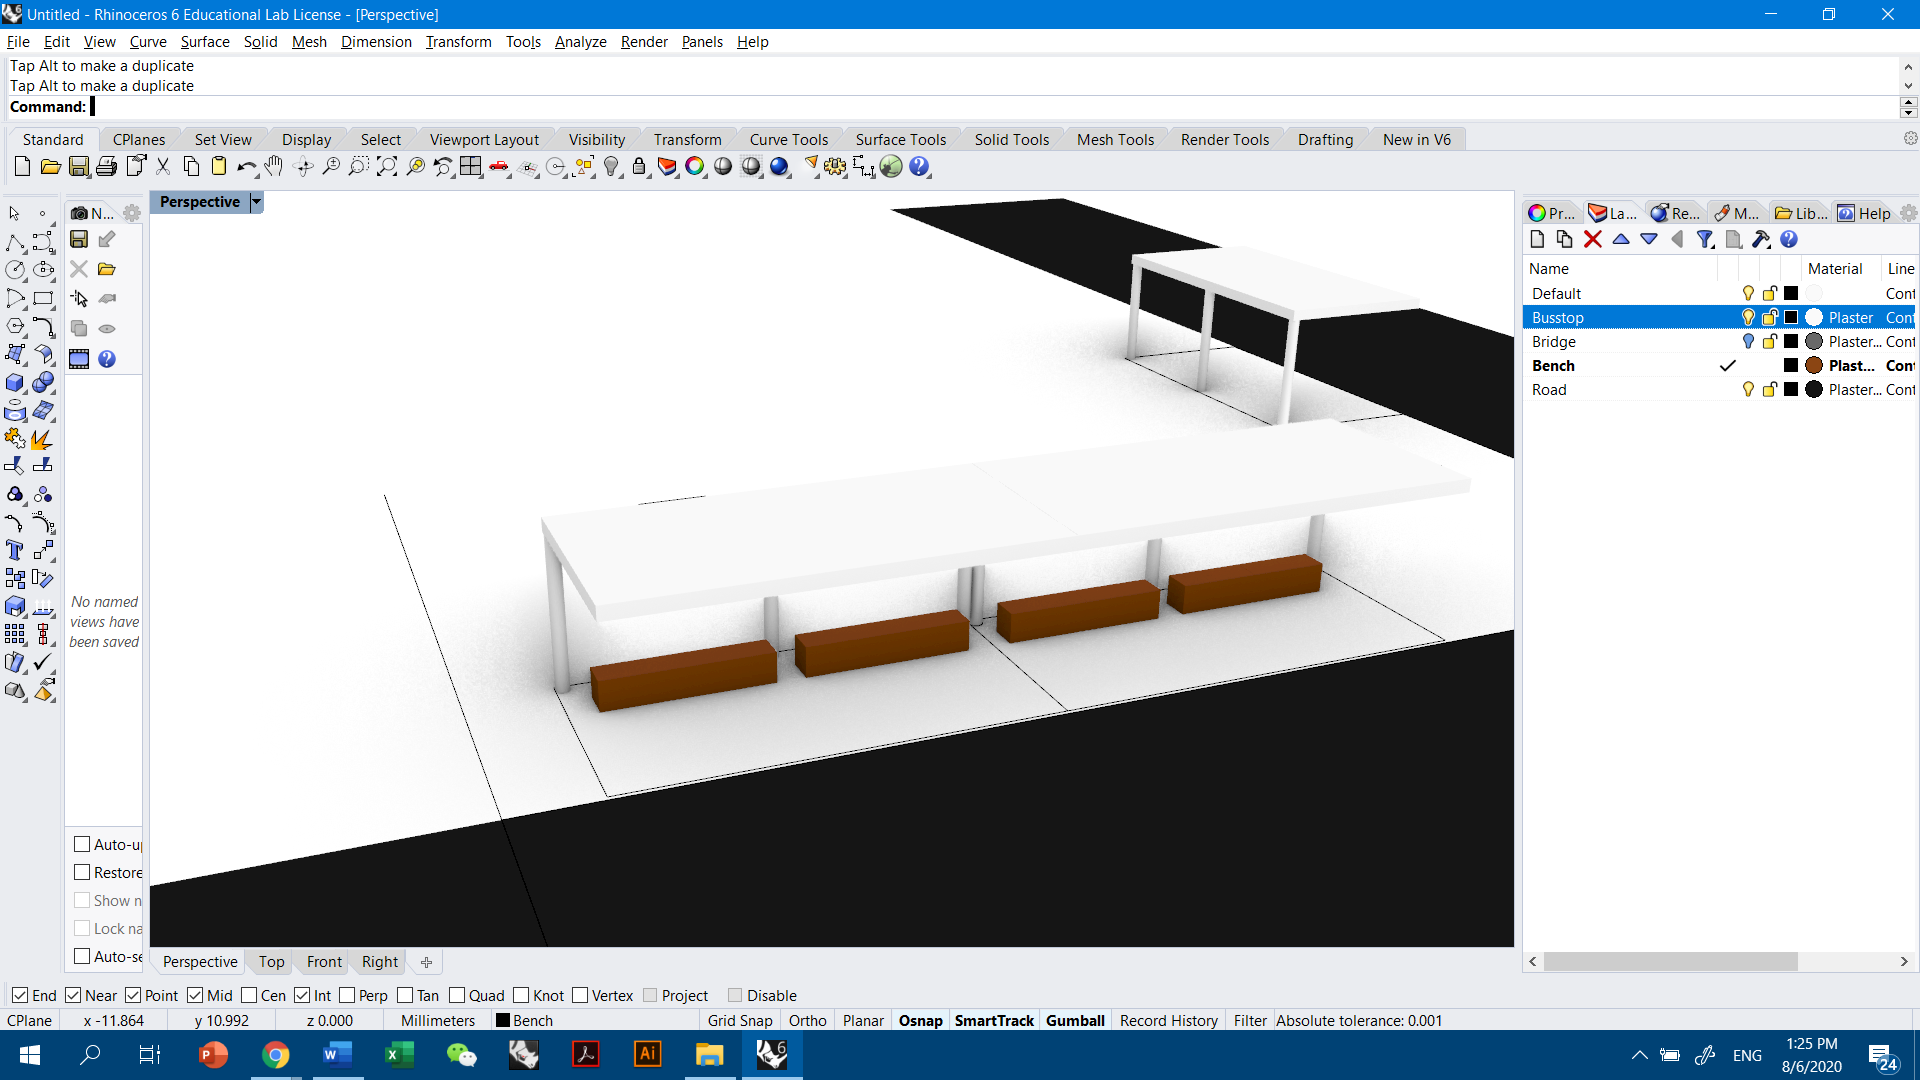 Untitled - Rhinoceros 6 Educational Lab License - [Perspective]
File Edit View Curve Surface Solid Mesh Dimension Transform Tools Analyze Render Panels Help
Tap Alt to make a duplicate
Tap Alt to make a duplicate
Command:
Standard CPlanes Set View Display Select Viewport Layout Visibility Transform Curve Tools Surface Tools Solid Tools Mesh Tools Render Tools Drafting New in V6
N...
Perspective
Pr... La... Re... M... Lib... Help
Name Material Line
Default Cont
Busstop Plaster Cont
Bridge Plaster... Cont
Bench Plast... Cont
Road Plaster... Cont
No named
views have
been saved
Auto-u
Restore
Show n
Lock na
Auto-se
Perspective Top Front Right
End Near Point Mid Cen Int Perp Tan Quad Knot Vertex Project Disable
CPlane x -11.864 y 10.992 z 0.000 Millimeters Bench Grid Snap Ortho Planar Osnap SmartTrack Gumball Record History Filter Absolute tolerance: 0.001
ENG
1:25 PM
8/6/2020
24